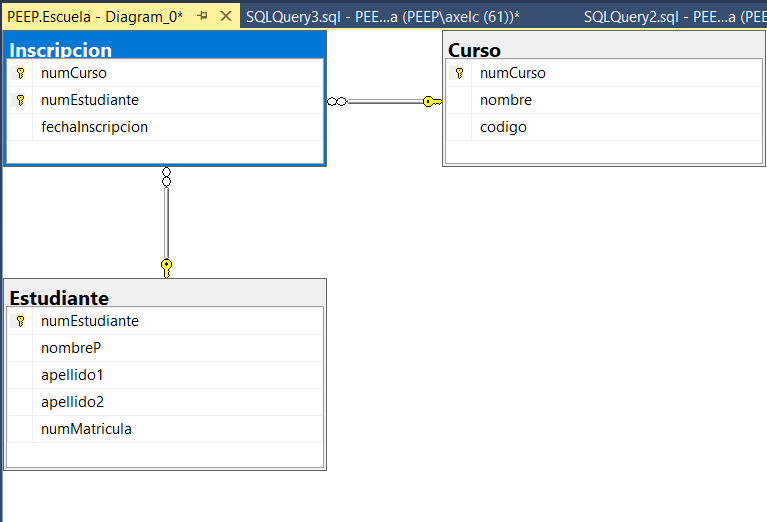 PEEP.Escuela - Diagram_0* SQLQuery3.sql - PEE...a (PEEP\axelc (61))* SQLQuery2.sql - PEE...a (PEE
Inscripcion
numCurso
numEstudiante
fechaInscripcion
Curso
numCurso
nombre
codigo
Estudiante
numEstudiante
nombreP
apellido1
apellido2
numMatricula